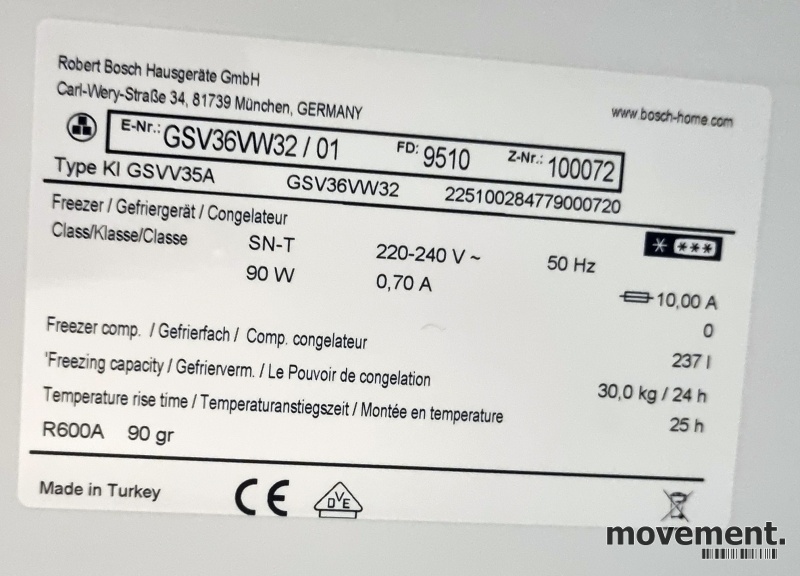 Robert Bosch Hausgeräte GmbH
Carl-Wery-Straße 34, 81739 München, GERMANY
www.bosch-home.com
E-Nr.: GSV36VW32 / 01 FD: 9510 Z-Nr.: 100072
Type KI GSVV35A GSV36VW32 225100284779000720
Freezer / Gefriergerät / Congelateur
Class/Klasse/Classe SN-T 220-240 V ~ 50 Hz
90 W 0,70 A 10,00 A
0
Freezer comp. / Gefrierfach / Comp. congelateur 237 l
'Freezing capacity / Gefrierverm. / Le Pouvoir de congelation 30,0 kg / 24 h
Temperature rise time / Temperaturanstiegszeit / Montée en temperature 25 h
R600A 90 gr
Made in Turkey CE DVE
movement.